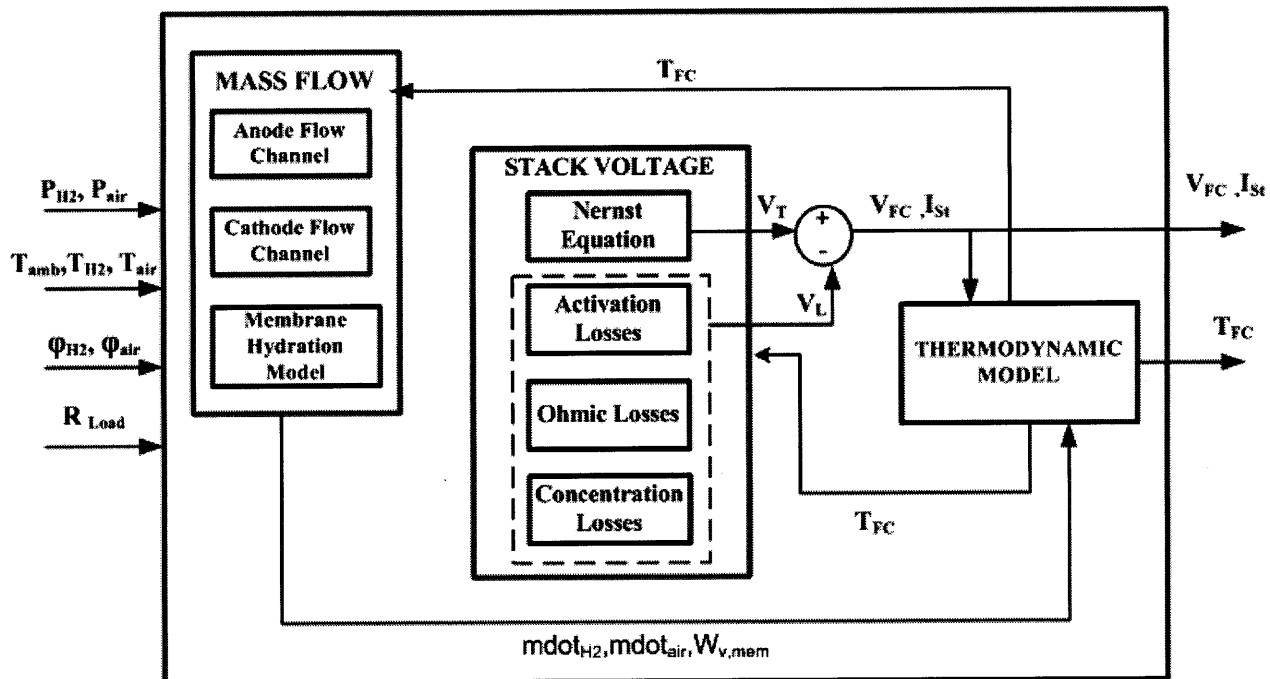 MASS FLOW
Anode Flow
Channel
Cathode Flow
Channel
Membrane
Hydration
Model
P_H2, P_air
T_amb, T_H2, T_air
φ_H2, φ_air
R_Load
T_FC
STACK VOLTAGE
Nernst
Equation
Activation
Losses
Ohmic Losses
Concentration
Losses
V_T
+
-
V_L
V_FC ,I_St
V_FC ,I_St
THERMODYNAMIC
MODEL
T_FC
T_FC
mdot_H2,mdot_air,W_v,mem